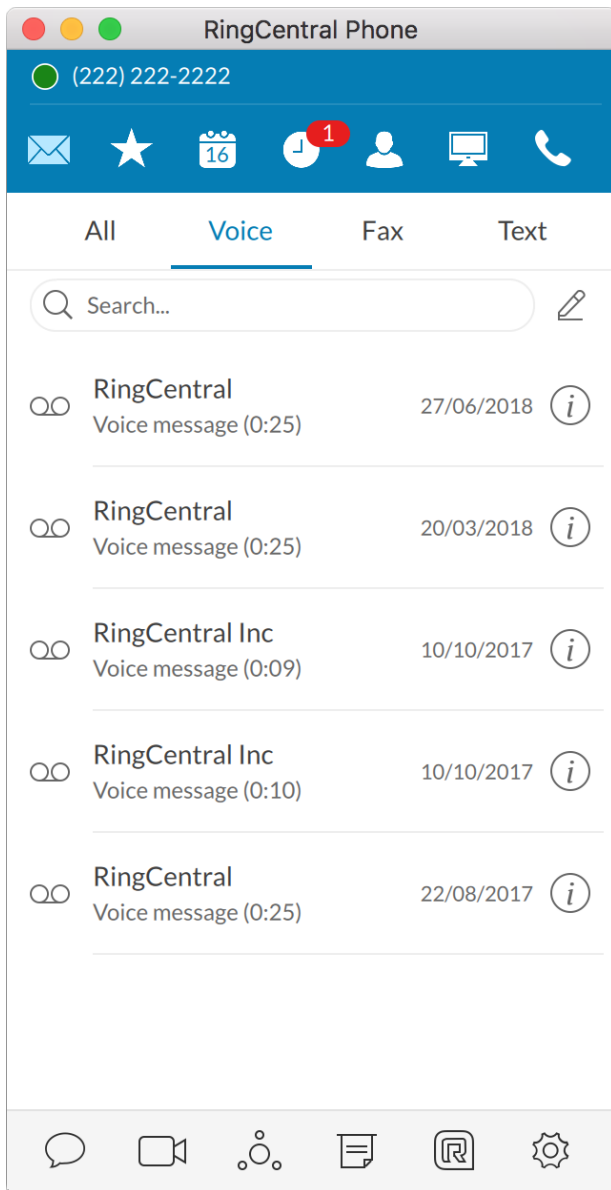 RingCentral Phone
(222) 222-2222
16
1
All Voice Fax Text
Search...
RingCentral
Voice message (0:25)
27/06/2018
i
RingCentral
Voice message (0:25)
20/03/2018
i
RingCentral Inc
Voice message (0:09)
10/10/2017
i
RingCentral Inc
Voice message (0:10)
10/10/2017
i
RingCentral
Voice message (0:25)
22/08/2017
i
R